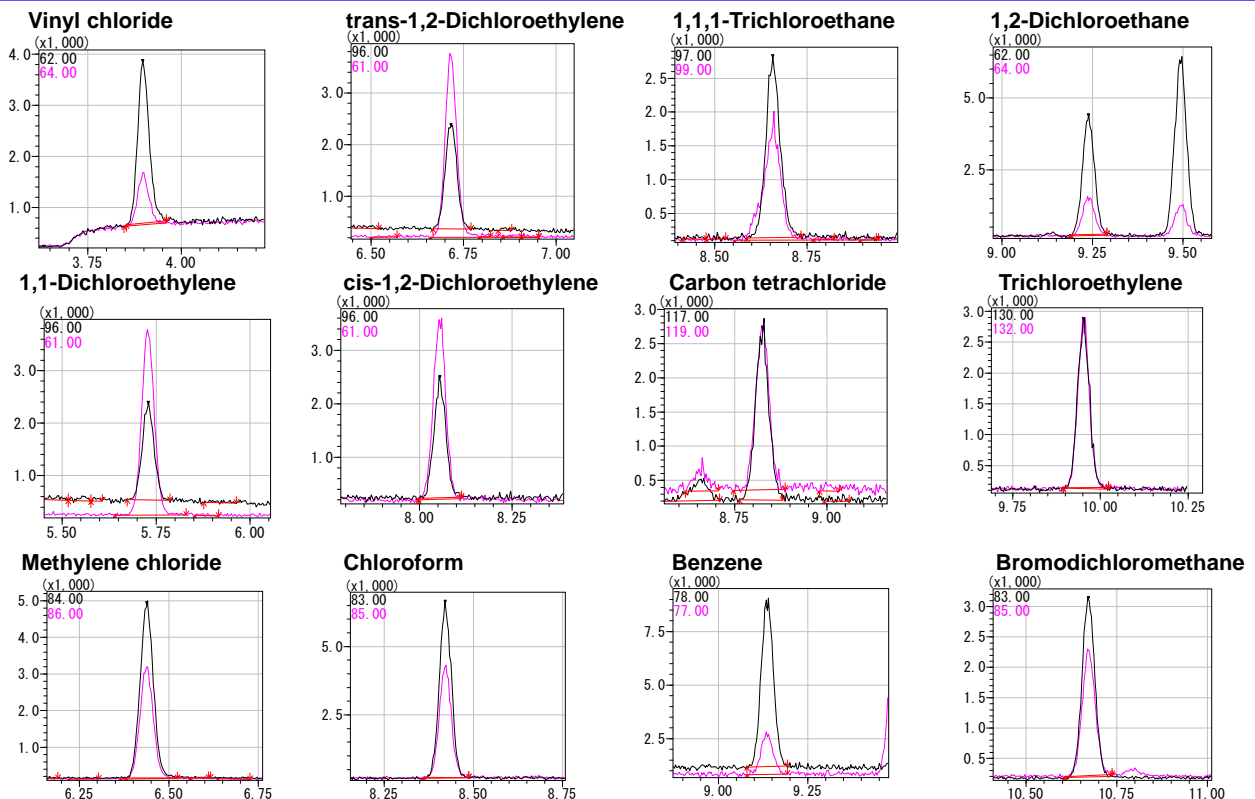 Vinyl chloride
(x1,000)
62.00
64.00
4.0
3.0
2.0
1.0
3.75 4.00
trans-1,2-Dichloroethylene
(x1,000)
96.00
61.00
3.0
2.0
1.0
6.50 6.75 7.00
1,1,1-Trichloroethane
(x1,000)
97.00
99.00
2.5
2.0
1.5
1.0
0.5
8.50 8.75
1,2-Dichloroethane
(x1,000)
62.00
64.00
5.0
2.5
9.00 9.25 9.50
1,1-Dichloroethylene
(x1,000)
96.00
61.00
3.0
2.0
1.0
5.50 5.75 6.00
cis-1,2-Dichloroethylene
(x1,000)
96.00
61.00
3.0
2.0
1.0
8.00 8.25
Carbon tetrachloride
(x1,000)
117.00
119.00
3.0
2.5
2.0
1.5
1.0
0.5
8.75 9.00
Trichloroethylene
(x1,000)
130.00
132.00
3.0
2.5
2.0
1.5
1.0
0.5
9.75 10.00 10.25
Methylene chloride
(x1,000)
84.00
86.00
5.0
4.0
3.0
2.0
1.0
6.25 6.50 6.75
Chloroform
(x1,000)
83.00
85.00
5.0
2.5
8.25 8.50 8.75
Benzene
(x1,000)
78.00
77.00
7.5
5.0
2.5
9.00 9.25
Bromodichloromethane
(x1,000)
83.00
85.00
3.0
2.5
2.0
1.5
1.0
0.5
10.50 10.75 11.00